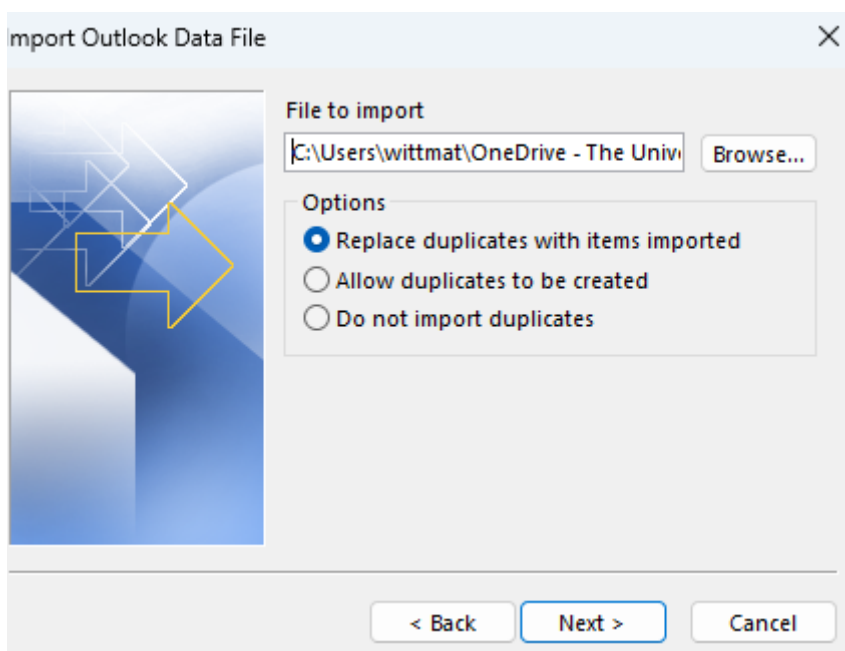 Import Outlook Data File
File to import
C:\Users\wittmat\OneDrive - The Univ
Browse...
Options
Replace duplicates with items imported
Allow duplicates to be created
Do not import duplicates
< Back
Next >
Cancel